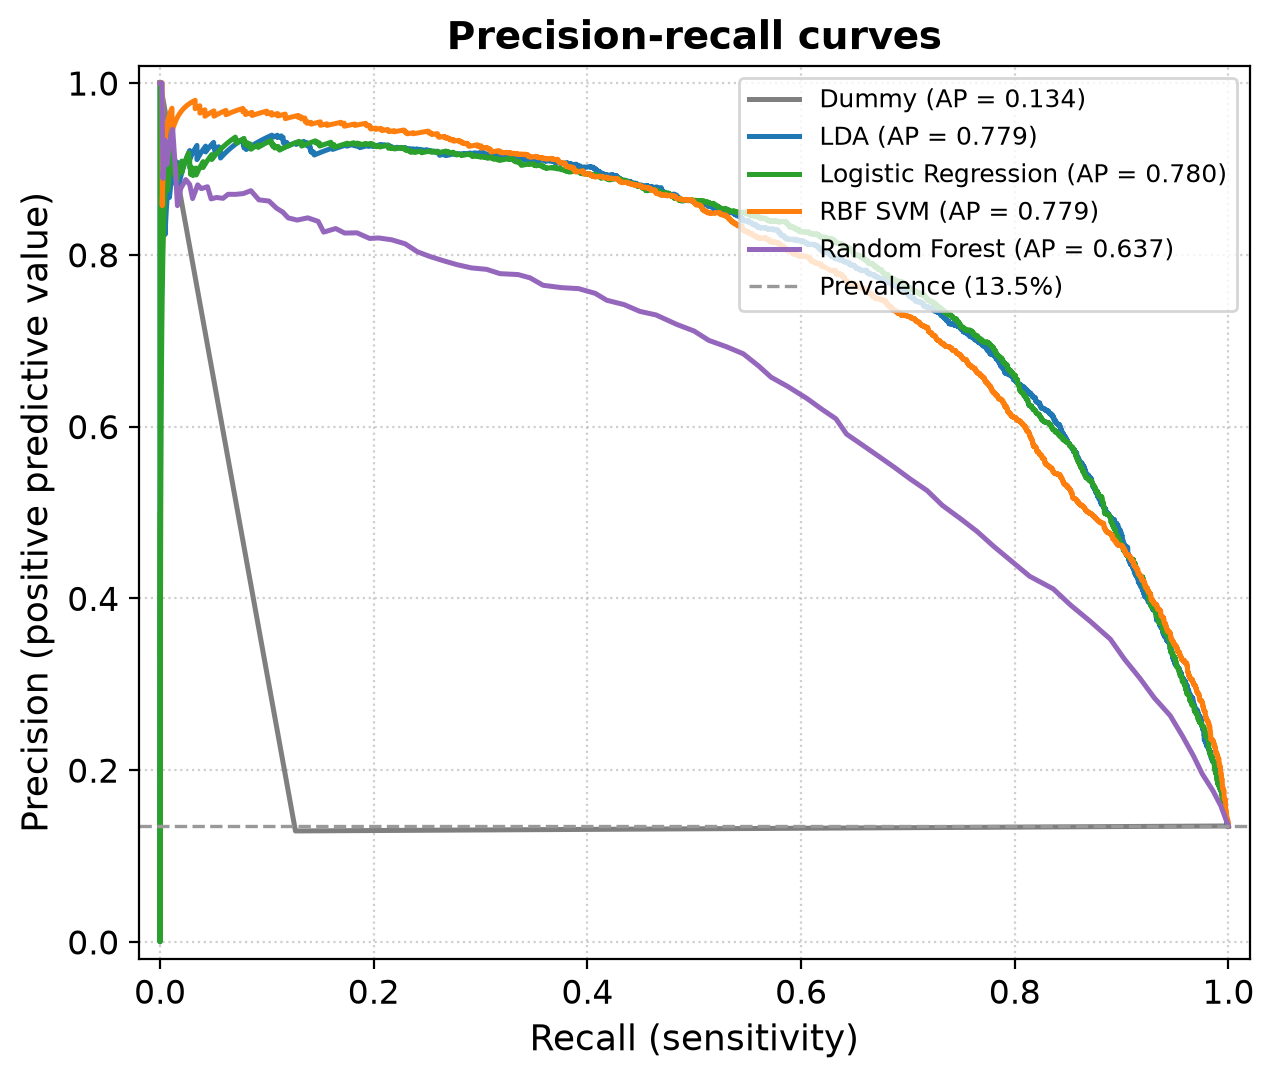 Precision-recall curves
1.0
0.8
0.6
0.4
0.2
0.0
Precision (positive predictive value)
Dummy (AP = 0.134)
LDA (AP = 0.779)
Logistic Regression (AP = 0.780)
RBF SVM (AP = 0.779)
Random Forest (AP = 0.637)
Prevalence (13.5%)
0.0 0.2 0.4 0.6 0.8 1.0
Recall (sensitivity)